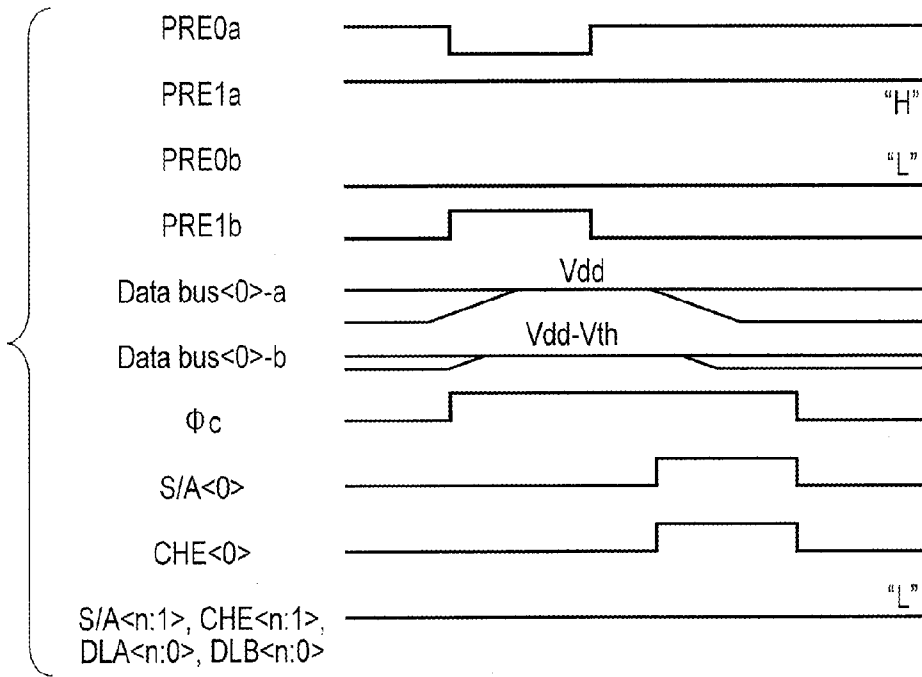 PRE0a
PRE1a
"H"
PRE0b
"L"
PRE1b
Vdd
Data bus<0>-a
Vdd-Vth
Data bus<0>-b
Φc
S/A<0>
CHE<0>
"L"
S/A<n:1>, CHE<n:1>,
DLA<n:0>, DLB<n:0>